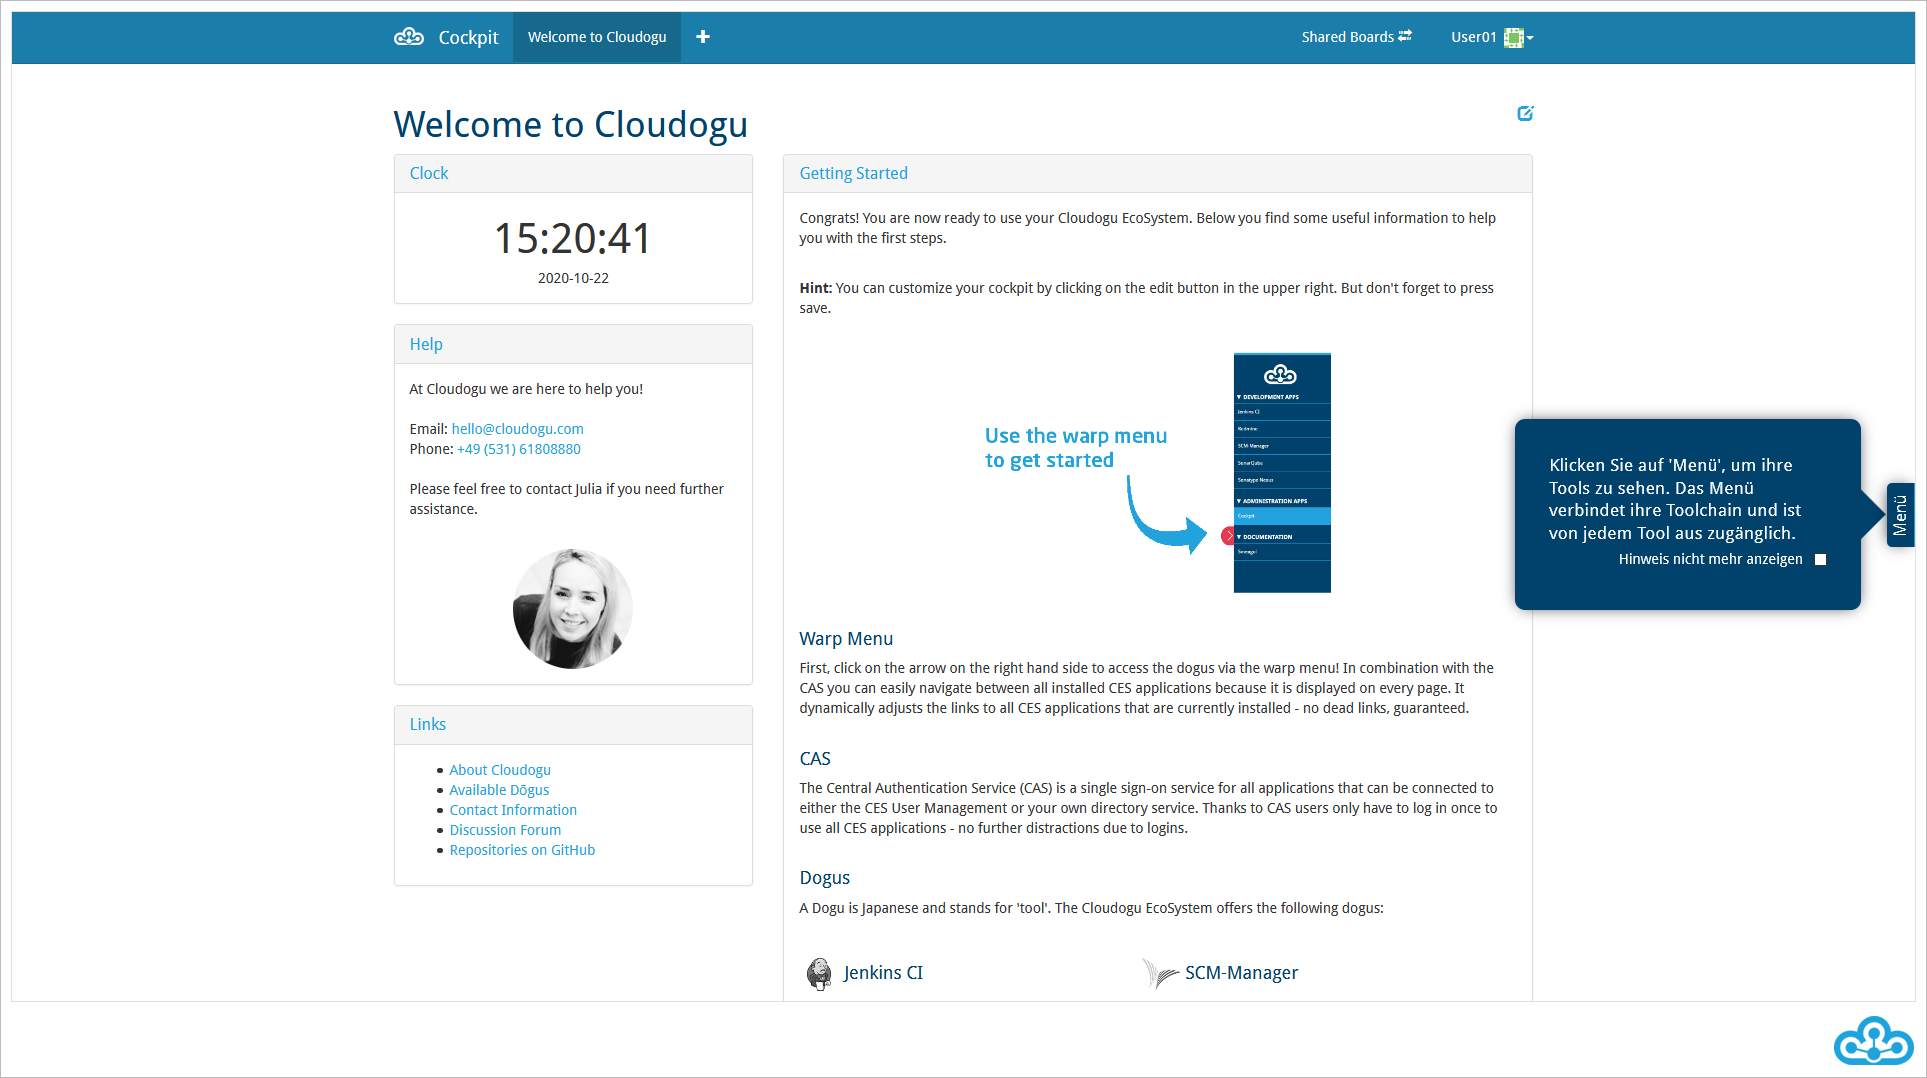 Cockpit
Welcome to Cloudogu
Shared Boards
User01
Welcome to Cloudogu
Clock
15:20:41
2020-10-22
Help
At Cloudogu we are here to help you!
Email: hello@cloudogu.com
Phone: +49 (531) 61808880
Please feel free to contact Julia if you need further
assistance.
Links
About Cloudogu
Available Dōgus
Contact Information
Discussion Forum
Repositories on GitHub
Getting Started
Congrats! You are now ready to use your Cloudogu EcoSystem. Below you find some useful information to help
you with the first steps.
Hint: You can customize your cockpit by clicking on the edit button in the upper right. But don't forget to press
save.
Use the warp menu
to get started
DEVELOPMENT APPS
Jenkins CI
Redmine
SCM-Manager
SonarQube
Sonatype Nexus
ADMINISTRATION APPS
Cockpit
DOCUMENTATION
Smeagol
Warp Menu
First, click on the arrow on the right hand side to access the dogus via the warp menu! In combination with the
CAS you can easily navigate between all installed CES applications because it is displayed on every page. It
dynamically adjusts the links to all CES applications that are currently installed - no dead links, guaranteed.
CAS
The Central Authentication Service (CAS) is a single sign-on service for all applications that can be connected to
either the CES User Management or your own directory service. Thanks to CAS users only have to log in once to
use all CES applications - no further distractions due to logins.
Dogus
A Dogu is Japanese and stands for 'tool'. The Cloudogu EcoSystem offers the following dogus:
Jenkins CI
SCM-Manager
Klicken Sie auf 'Menü', um ihre
Tools zu sehen. Das Menü
verbindet ihre Toolchain und ist
von jedem Tool aus zugänglich.
Hinweis nicht mehr anzeigen
Menü